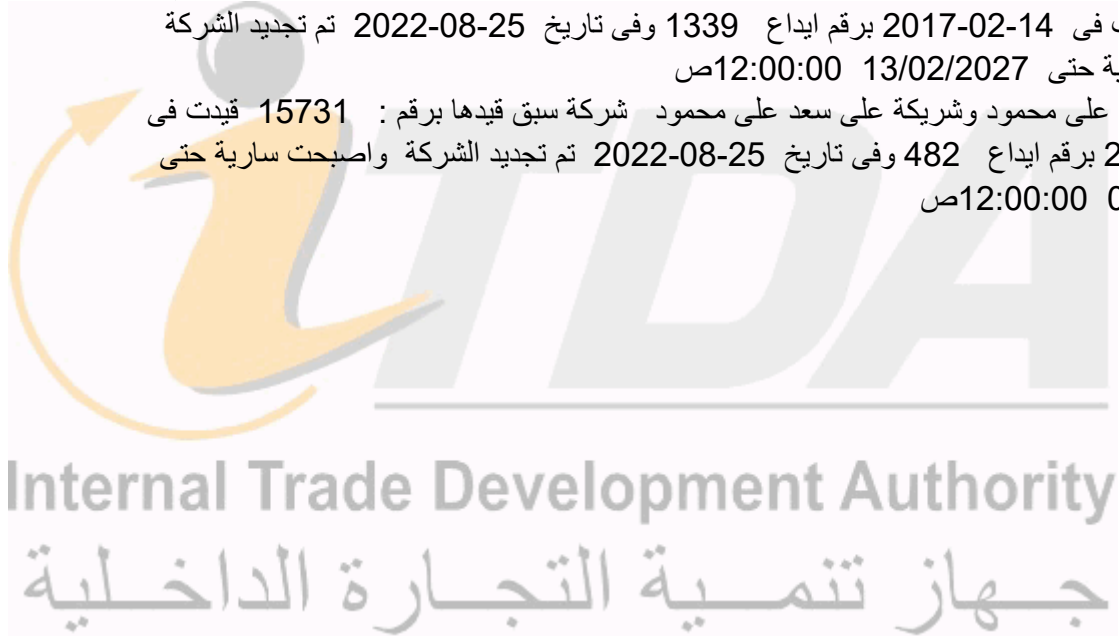 فى 14-02-2017 برقم ايداع 1339 وفى تاريخ 25-08-2022 تم تجديد الشركة
حتى 13/02/2027 12:00:00ص
على محمود وشريكة على سعد على محمود شركة سبق قيدها برقم : 15731 قيدت فى
برقم ايداع 482 وفى تاريخ 25-08-2022 تم تجديد الشركة واصبحت سارية حتى
12:00:00ص
iTDA
Internal Trade Development Authority
جهاز تنمية التجارة الداخلية